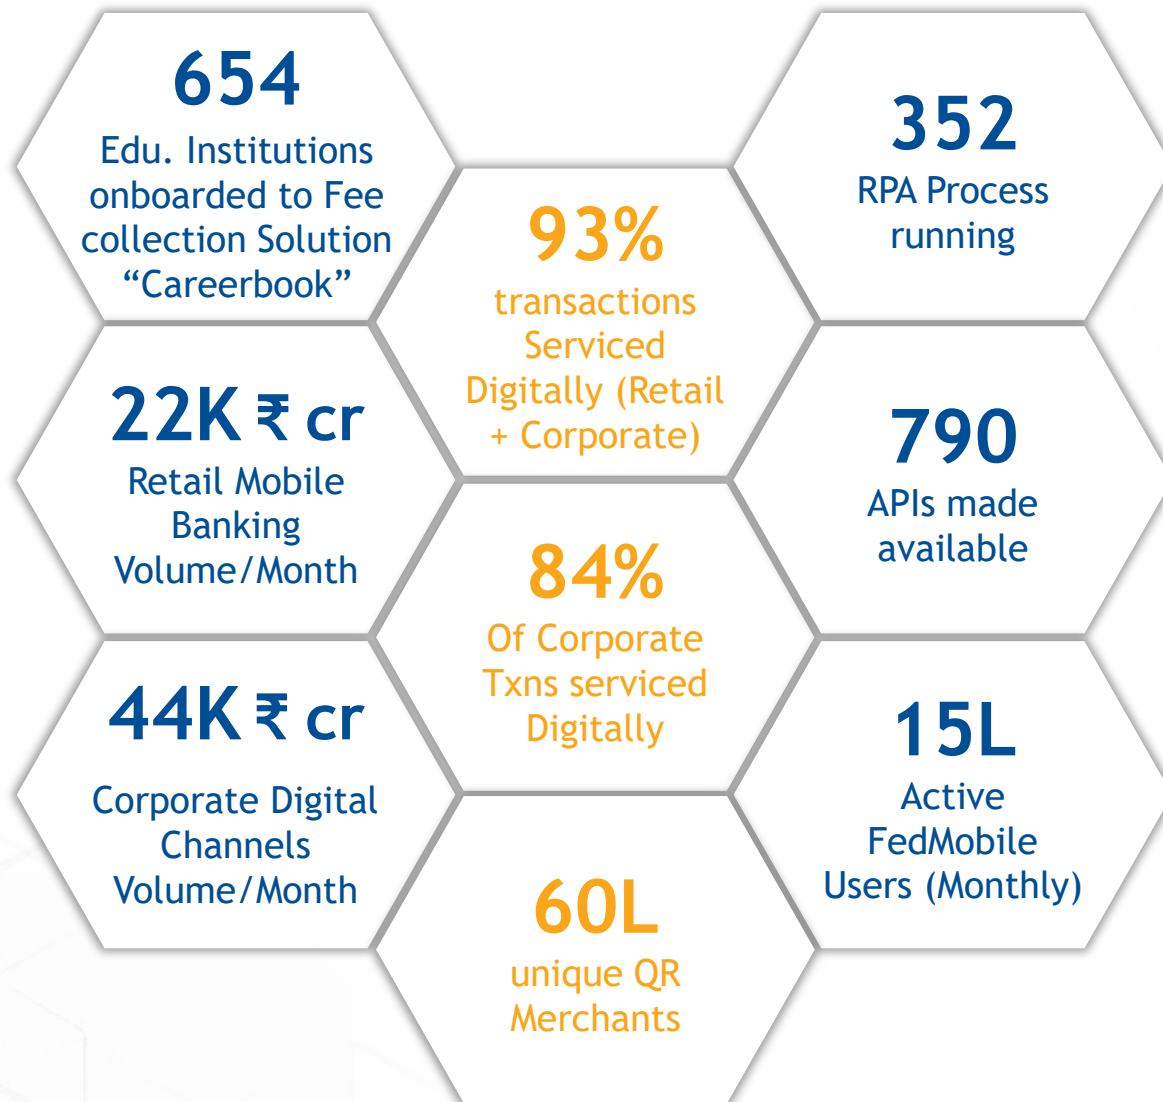 654
Edu. Institutions
onboarded to Fee
collection Solution
“Careerbook”
22K ₹ cr
Retail Mobile
Banking
Volume/Month
44K ₹ cr
Corporate Digital
Channels
Volume/Month
93%
transactions
Serviced
Digitally (Retail
+ Corporate)
84%
Of Corporate
Txns serviced
Digitally
60L
unique QR
Merchants
352
RPA Process
running
790
APIs made
available
15L
Active
FedMobile
Users (Monthly)